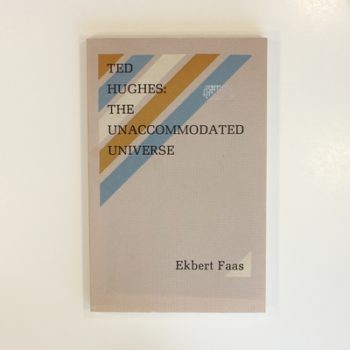 TED
HUGHES:
THE
UNACCOMMODATED
UNIVERSE
Ekbert Faas